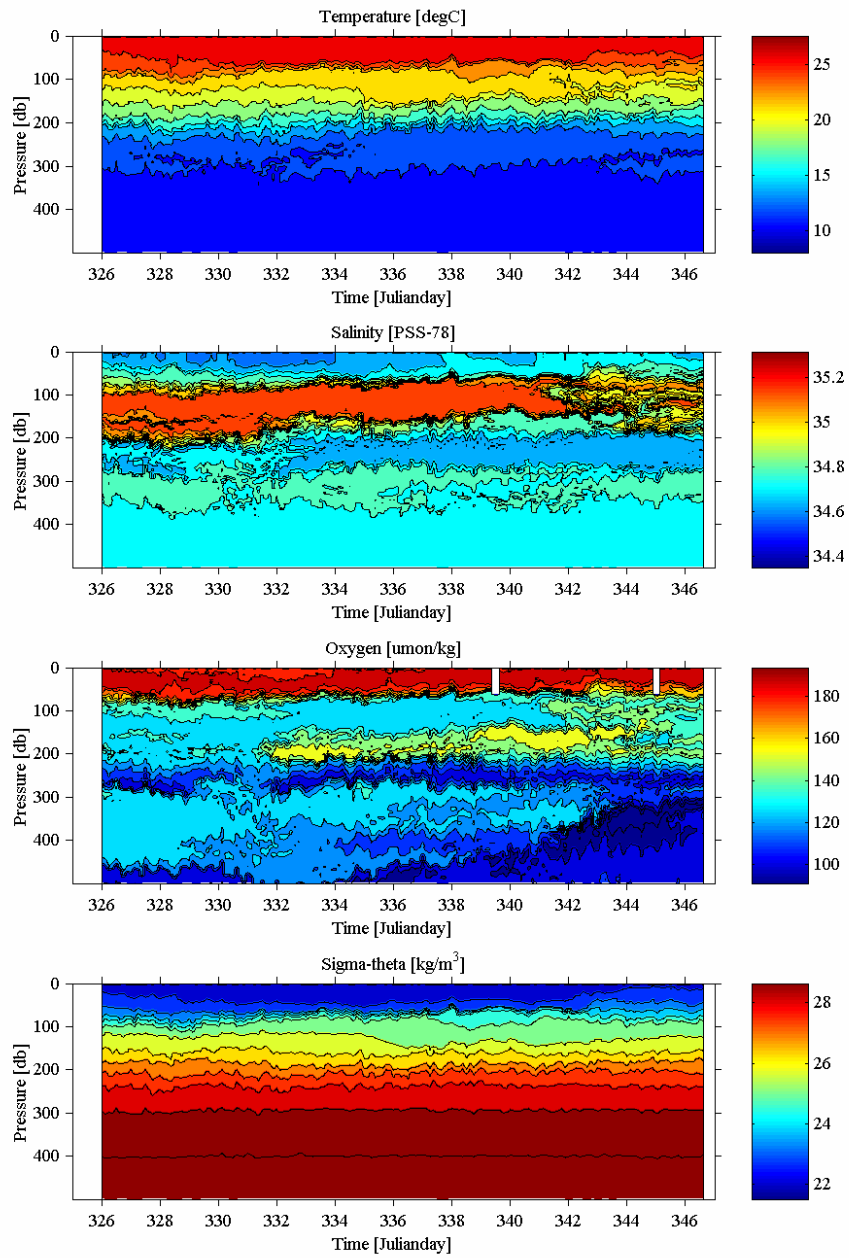 Temperature [degC]
0
100
200
300
400
Pressure [db]
326 328 330 332 334 336 338 340 342 344 346
Time [Julianday]
25
20
15
10
Salinity [PSS-78]
0
100
200
300
400
Pressure [db]
326 328 330 332 334 336 338 340 342 344 346
Time [Julianday]
35.2
35
34.8
34.6
34.4
Oxygen [umon/kg]
0
100
200
300
400
Pressure [db]
326 328 330 332 334 336 338 340 342 344 346
Time [Julianday]
180
160
140
120
100
Sigma-theta [kg/m³]
0
100
200
300
400
Pressure [db]
326 328 330 332 334 336 338 340 342 344 346
Time [Julianday]
28
26
24
22